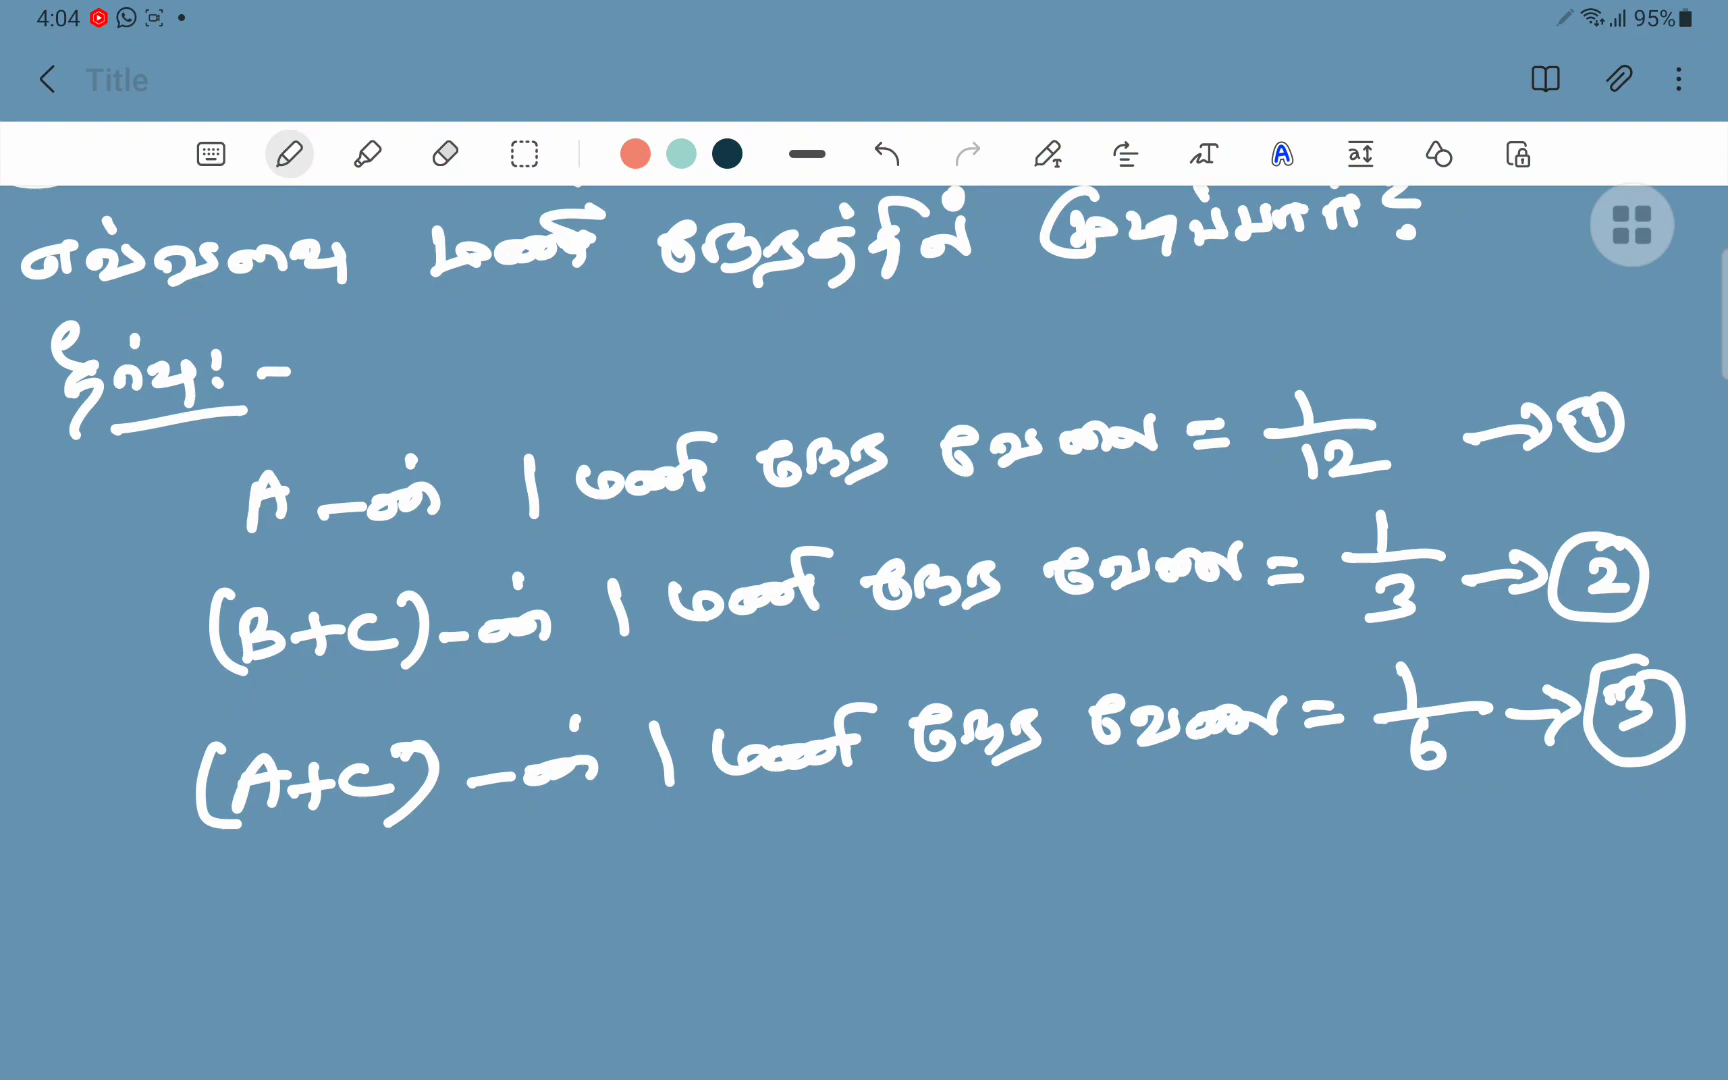 4:04
95%
Title
எவ்வளவு மணி நேரத்தில் முடிப்பார்?
தீர்வு:-
A-ன் 1 மணி நேர வேலை = 1/12 → ①
(B+C)-ன் 1 மணி நேர வேலை = 1/3 → ②
(A+C)-ன் 1 மணி நேர வேலை = 1/6 → ③